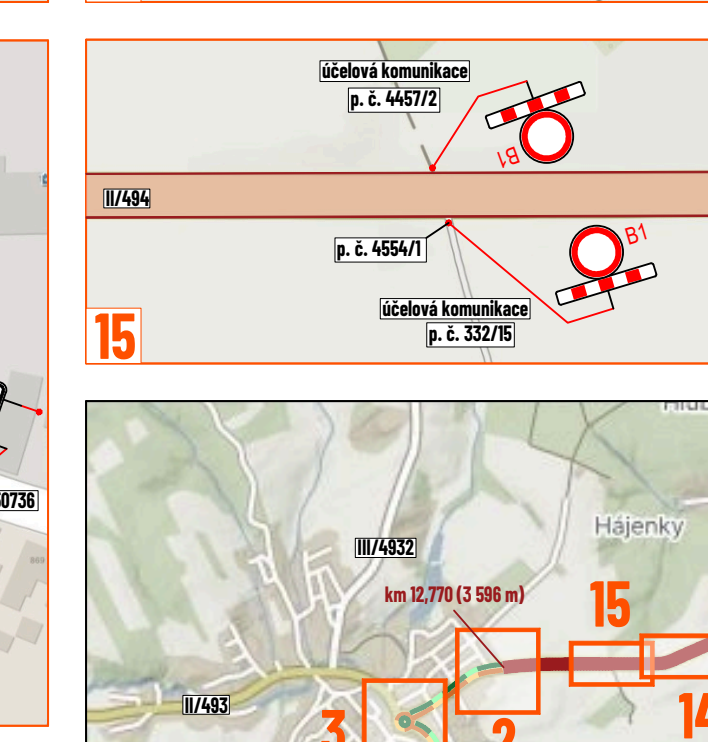 účelová komunikace
p. č. 4457/2
B1
II/494
p. č. 4554/1
B1
účelová komunikace
p. č. 332/15
15
0736
869
III/4932
Hájenky
km 12,770 (3 596 m)
15
II/493
3
2
14